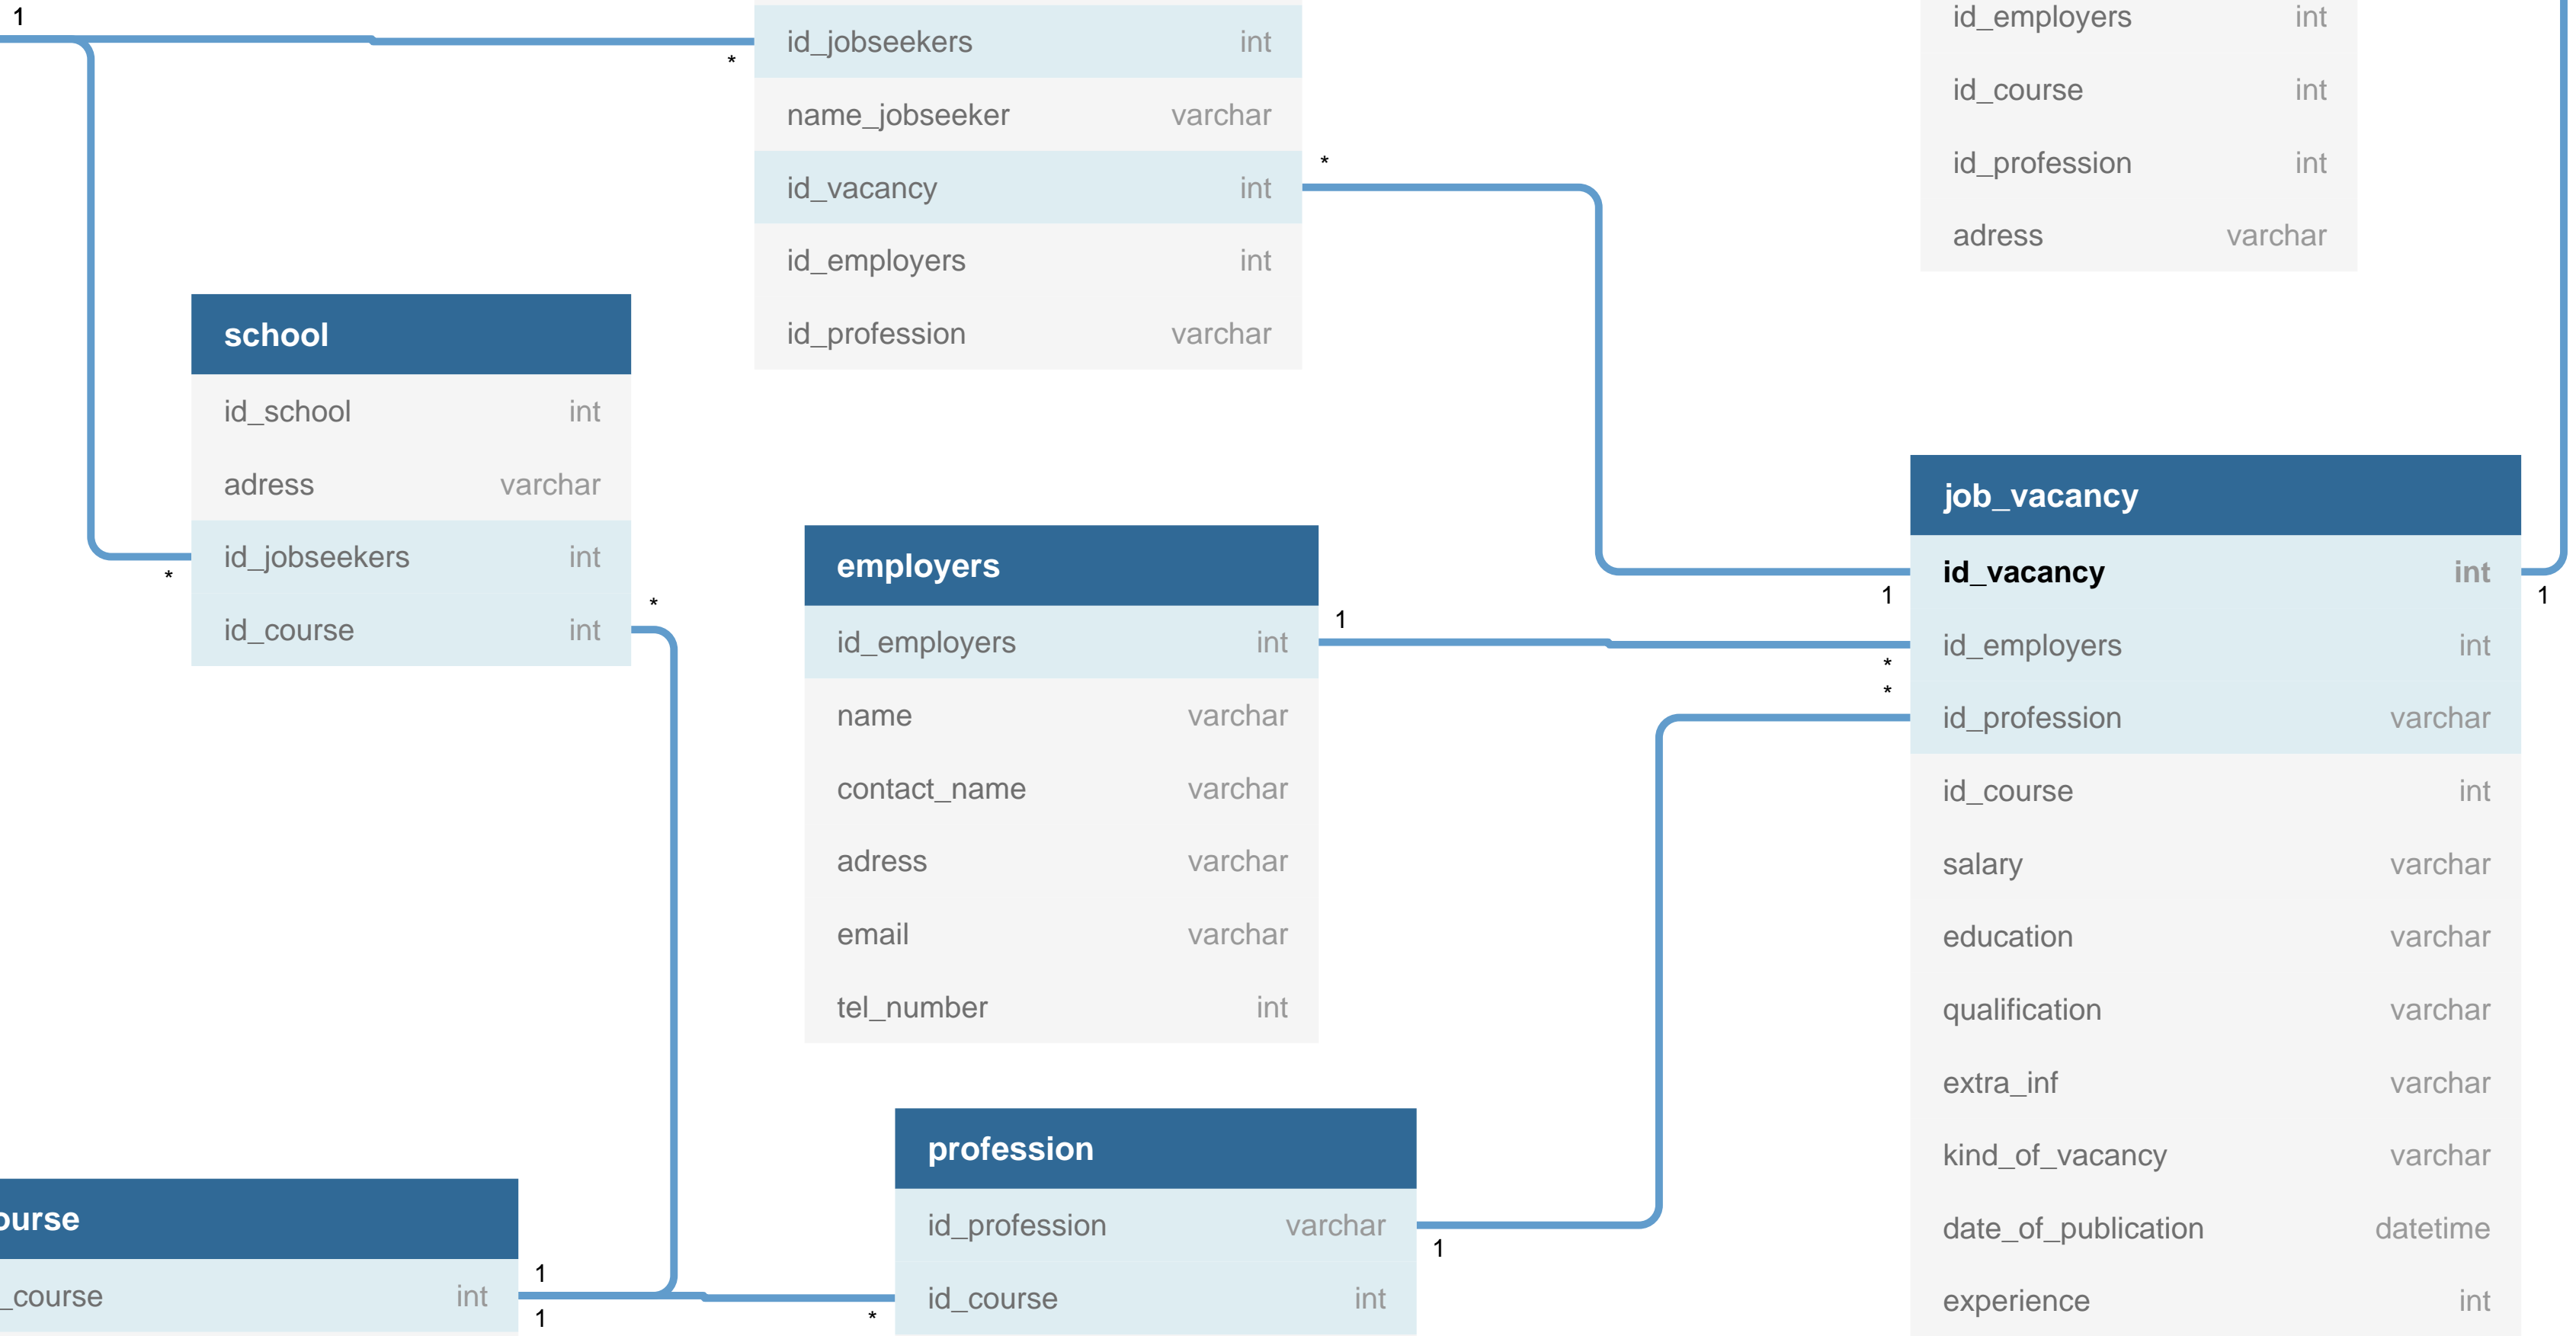 1
*
id_jobseekers int
name_jobseeker varchar
id_vacancy int
*
id_employers int
id_profession varchar
id_employers int
id_course int
id_profession int
adress varchar
school
id_school int
adress varchar
id_jobseekers int
*
id_course int
*
employers
id_employers int
1
name varchar
contact_name varchar
adress varchar
email varchar
tel_number int
job_vacancy
id_vacancy int
1
1
id_employers int
*
*
id_profession varchar
id_course int
salary varchar
education varchar
qualification varchar
extra_inf varchar
kind_of_vacancy varchar
date_of_publication datetime
experience int
profession
id_profession varchar
1
id_course int
*
ourse
_course int
1
1